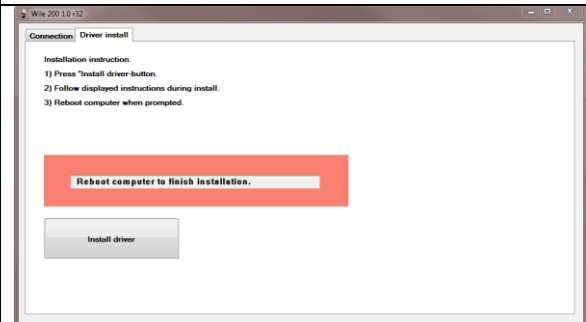 Wile 200 1.0 r32
Connection Driver install
Installation instruction.
1) Press "Install driver-button.
2) Follow displayed instructions during install.
3) Reboot computer when prompted.
Reboot computer to finish installation.
Install driver